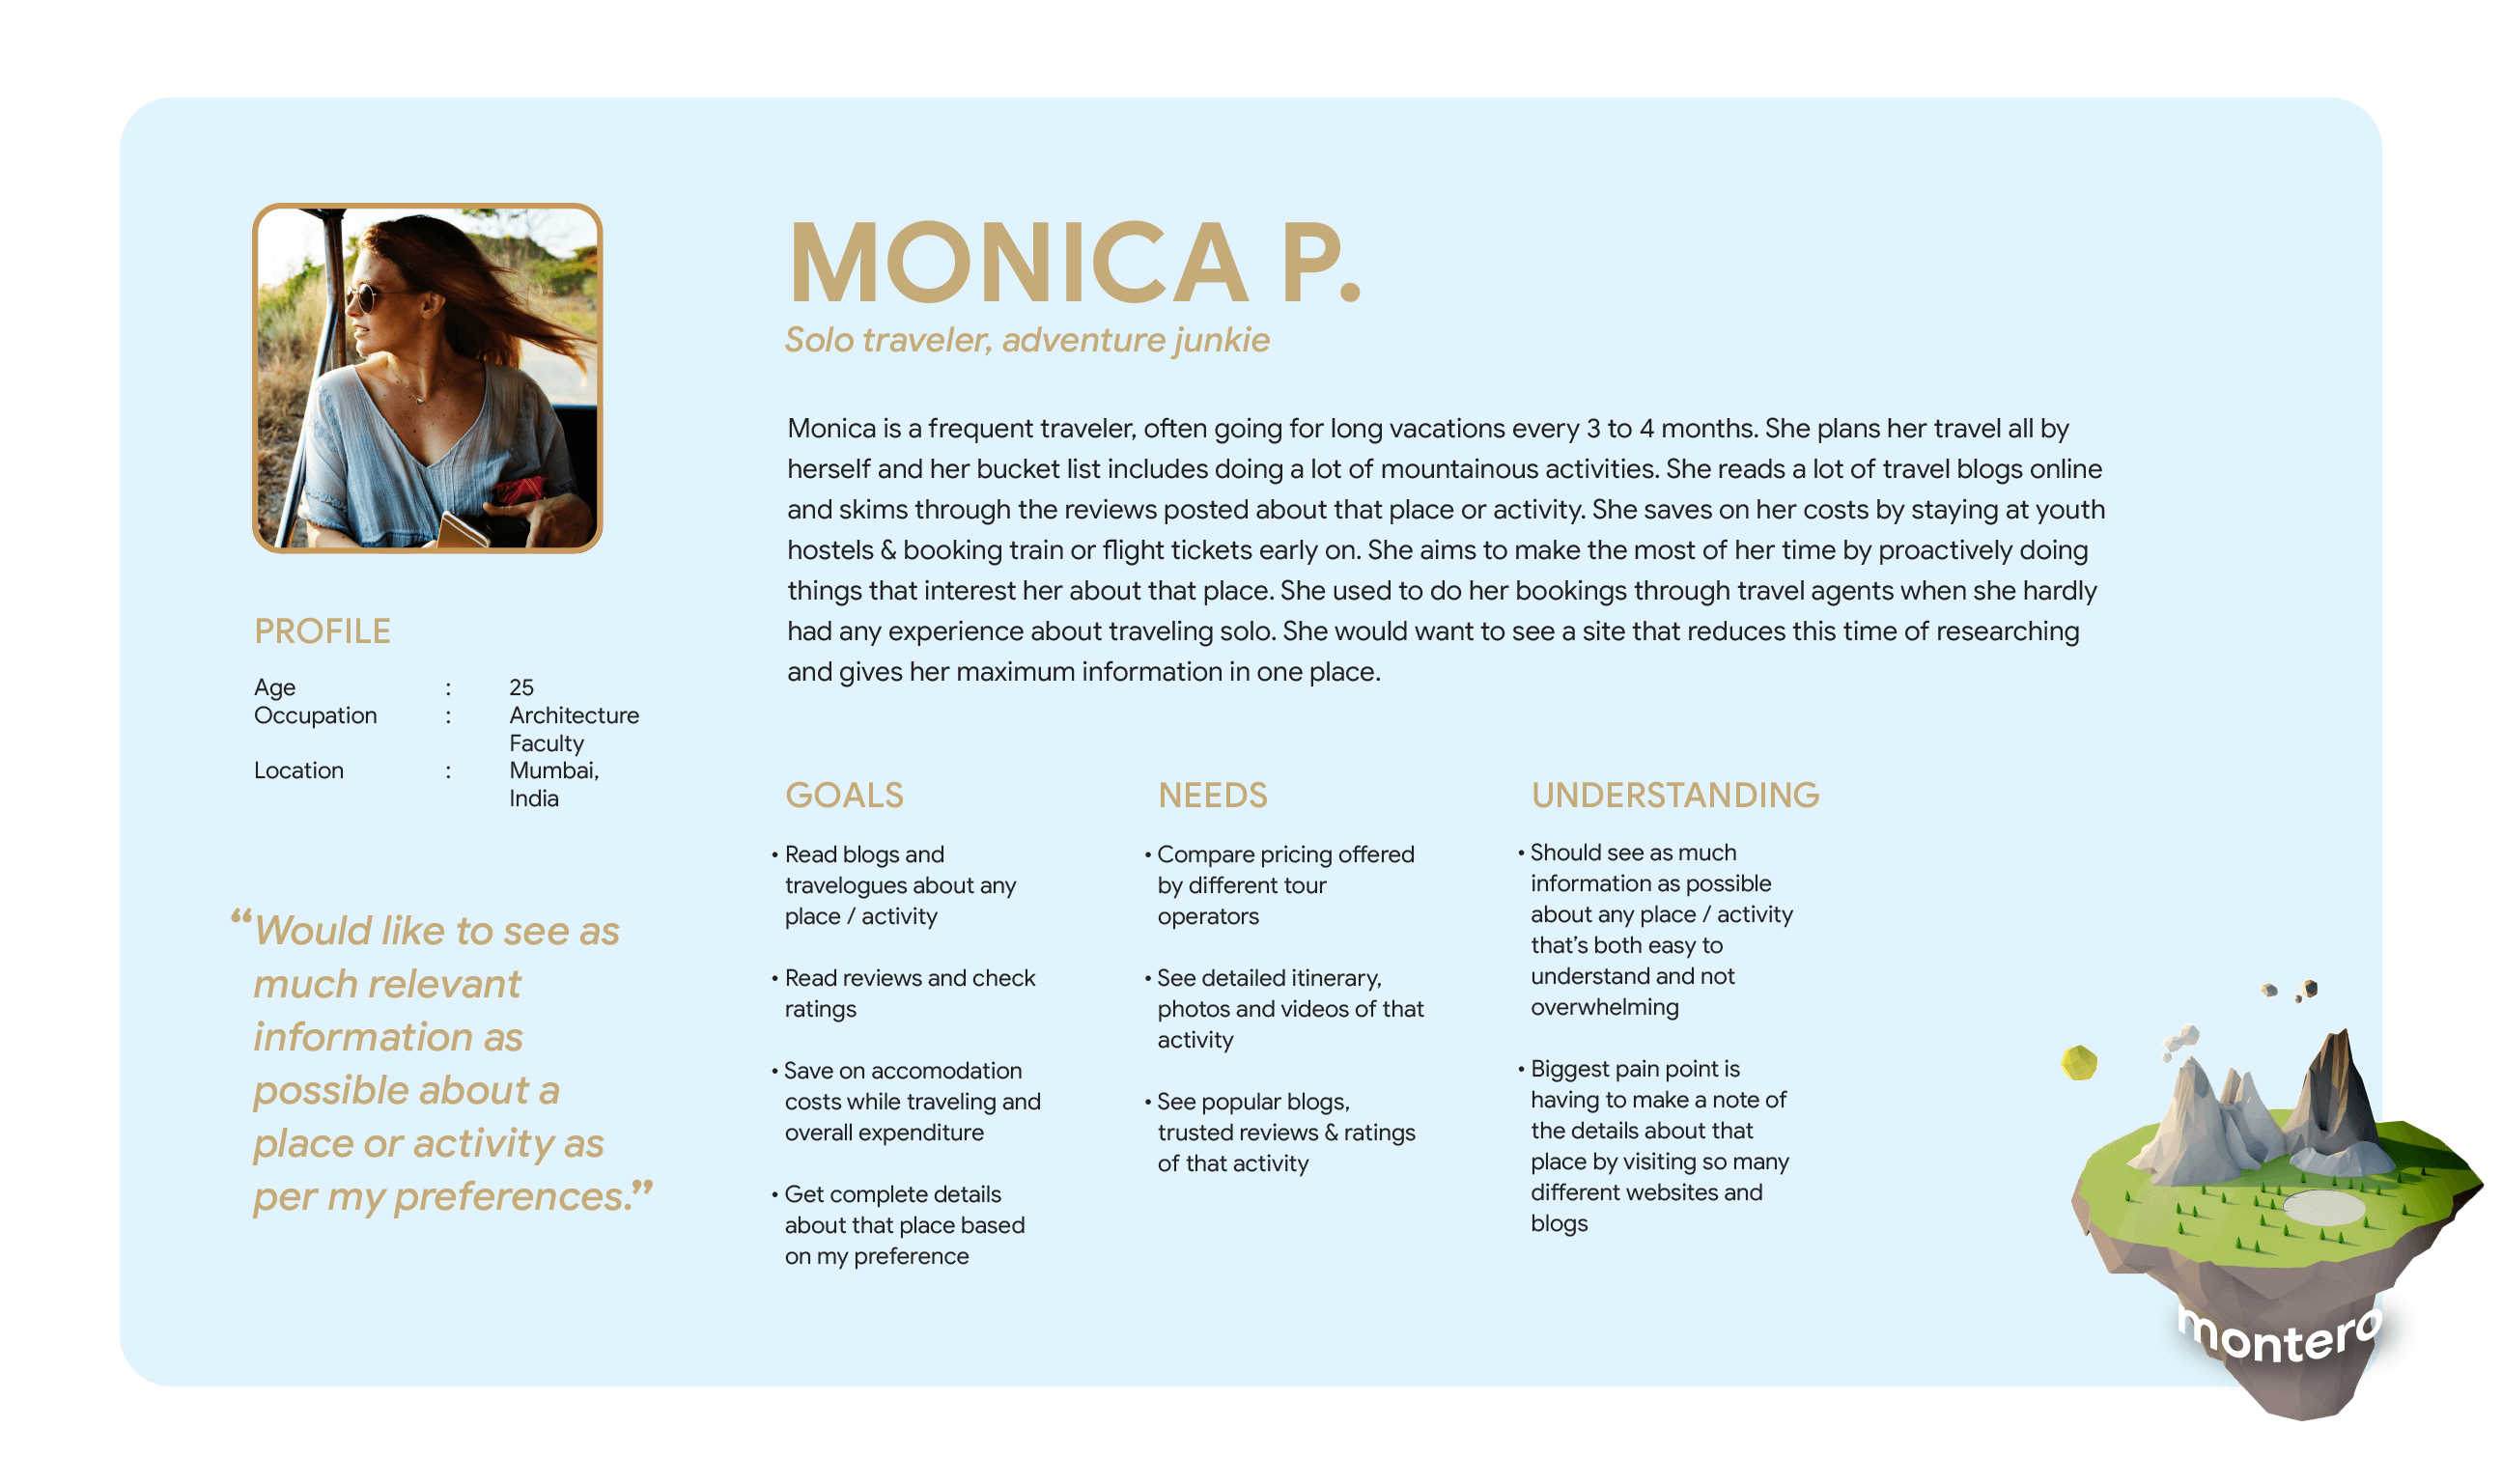 MONICA P.
Solo traveler, adventure junkie
Monica is a frequent traveler, often going for long vacations every 3 to 4 months. She plans her travel all by
herself and her bucket list includes doing a lot of mountainous activities. She reads a lot of travel blogs online
and skims through the reviews posted about that place or activity. She saves on her costs by staying at youth
hostels & booking train or flight tickets early on. She aims to make the most of her time by proactively doing
things that interest her about that place. She used to do her bookings through travel agents when she hardly
had any experience about traveling solo. She would want to see a site that reduces this time of researching
and gives her maximum information in one place.
PROFILE
Age : 25
Occupation : Architecture
Faculty
Location : Mumbai,
India
“Would like to see as
much relevant
information as
possible about a
place or activity as
per my preferences.”
GOALS
• Read blogs and
travelogues about any
place / activity
• Read reviews and check
ratings
• Save on accomodation
costs while traveling and
overall expenditure
• Get complete details
about that place based
on my preference
NEEDS
• Compare pricing offered
by different tour
operators
• See detailed itinerary,
photos and videos of that
activity
• See popular blogs,
trusted reviews & ratings
of that activity
UNDERSTANDING
• Should see as much
information as possible
about any place / activity
that’s both easy to
understand and not
overwhelming
• Biggest pain point is
having to make a note of
the details about that
place by visiting so many
different websites and
blogs
montero